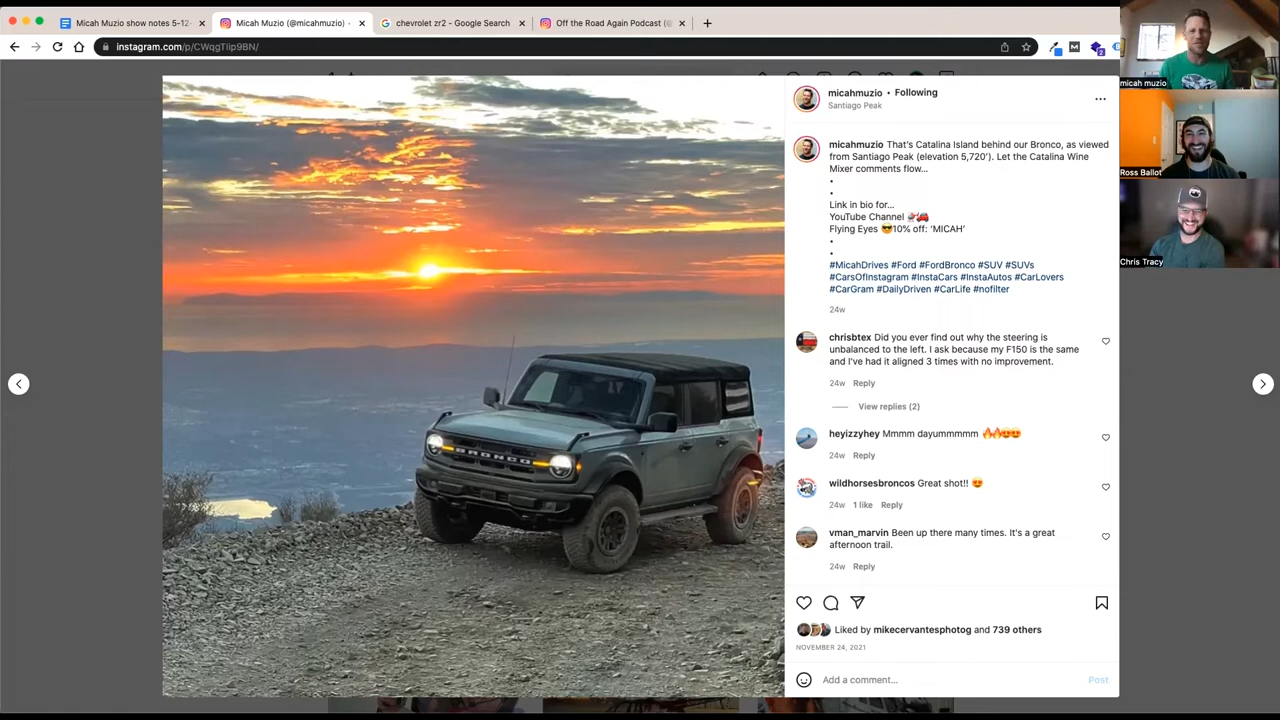 Micah Muzio show notes 5-12-
Micah Muzio (@micahmuzio) ·
chevrolet zr2 - Google Search
Off the Road Again Podcast (@
instagram.com/p/CWqgTlip9BN/
micah muzio
Ross Ballot
Chris Tracy
micahmuzio • Following
Santiago Peak
micahmuzio That's Catalina Island behind our Bronco, as viewed
from Santiago Peak (elevation 5,720'). Let the Catalina Wine
Mixer comments flow...
•
•
Link in bio for...
YouTube Channel 📽🚗
Flying Eyes 😎10% off: 'MICAH'
•
•
#MicahDrives #Ford #FordBronco #SUV #SUVs
#CarsOfInstagram #InstaCars #InstaAutos #CarLovers
#CarGram #DailyDriven #CarLife #nofilter
24w
chrisbtex Did you ever find out why the steering is
unbalanced to the left. I ask because my F150 is the same
and I've had it aligned 3 times with no improvement.
24w Reply
View replies (2)
heyizzyhey Mmmm dayummmmm 🔥🔥😍😍
24w Reply
wildhorsesbroncos Great shot!! 😍
24w 1 like Reply
vman_marvin Been up there many times. It's a great
afternoon trail.
24w Reply
Liked by mikecervantesphotog and 739 others
NOVEMBER 24, 2021
Add a comment...
Post
BRONCO